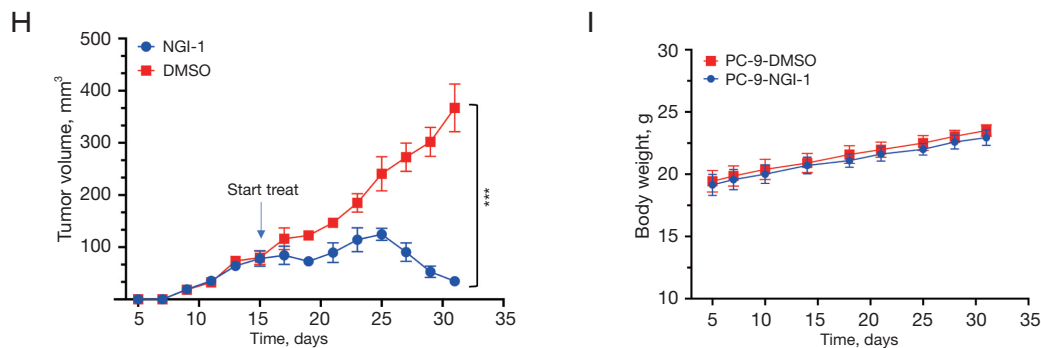 H
500
400
300
200
100
Tumor volume, mm³
NGI-1
DMSO
Start treat
***
5 10 15 20 25 30 35
Time, days
I
30
25
20
15
10
Body weight, g
PC-9-DMSO
PC-9-NGI-1
5 10 15 20 25 30 35
Time, days